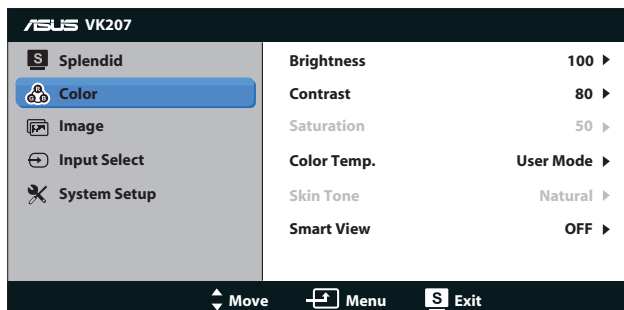 ASUS VK207
S Splendid
R G B Color
Image
Input Select
System Setup
Brightness 100
Contrast 80
Saturation 50
Color Temp. User Mode
Skin Tone Natural
Smart View OFF
Move Menu S Exit